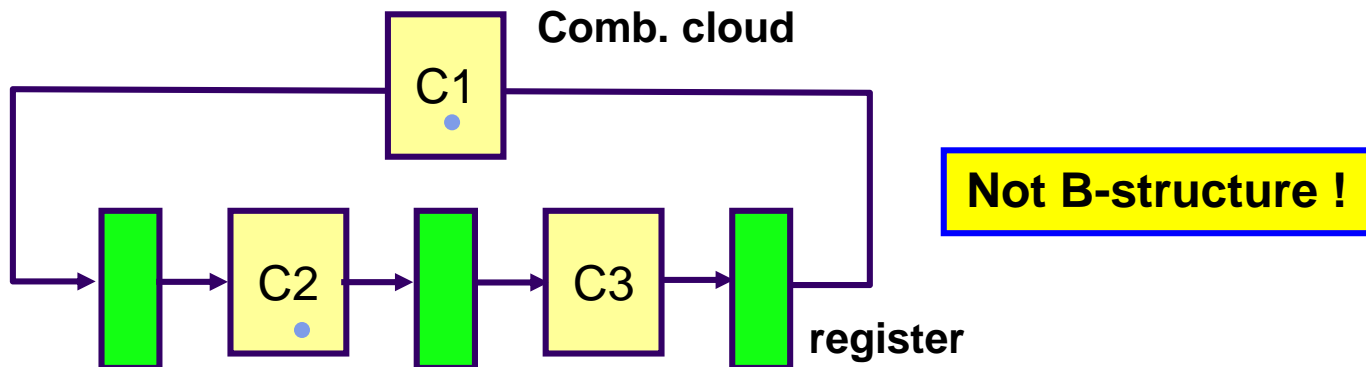 Comb. cloud
C1
Not B-structure !
C2
C3
register